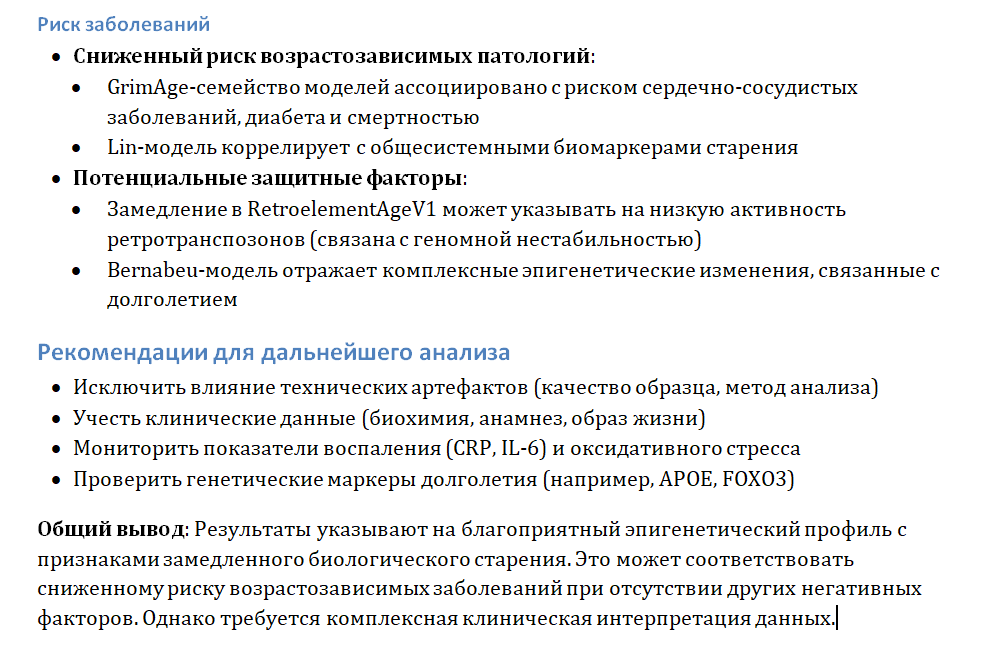 Риск заболеваний
• Сниженный риск возрастозависимых патологий:
• GrimAge-семейство моделей ассоциировано с риском сердечно-сосудистых
заболеваний, диабета и смертностью
• Lin-модель коррелирует с общесистемными биомаркерами старения
• Потенциальные защитные факторы:
• Замедление в RetroelementAgeV1 может указывать на низкую активность
ретротранспозонов (связана с геномной нестабильностью)
• Bernabeu-модель отражает комплексные эпигенетические изменения, связанные с
долголетием
Рекомендации для дальнейшего анализа
• Исключить влияние технических артефактов (качество образца, метод анализа)
• Учесть клинические данные (биохимия, анамнез, образ жизни)
• Мониторить показатели воспаления (CRP, IL-6) и оксидативного стресса
• Проверить генетические маркеры долголетия (например, APOE, FOXO3)
Общий вывод: Результаты указывают на благоприятный эпигенетический профиль с
признаками замедленного биологического старения. Это может соответствовать
сниженному риску возрастозависимых заболеваний при отсутствии других негативных
факторов. Однако требуется комплексная клиническая интерпретация данных.